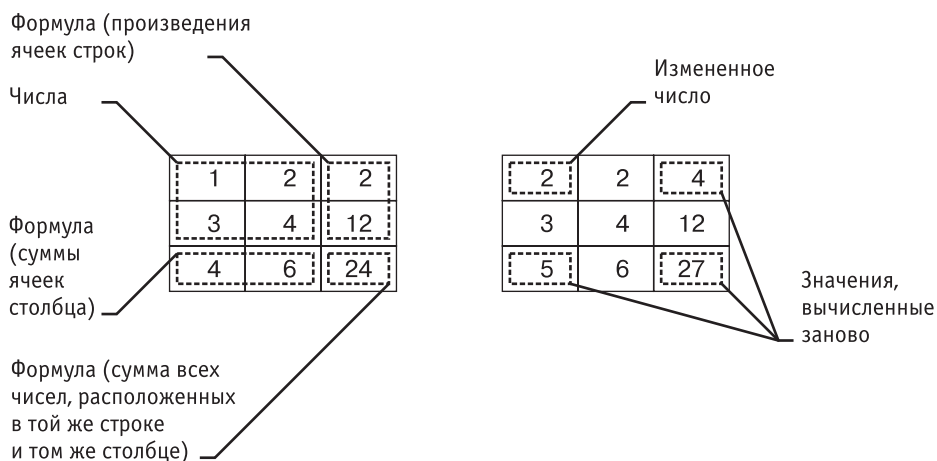 Формула (произведения
ячеек строк)
Числа
Измененное
число
1 2 2
3 4 12
4 6 24
2 2 4
3 4 12
5 6 27
Формула
(суммы
ячеек
столбца)
Значения,
вычисленные
заново
Формула (сумма всех
чисел, расположенных
в той же строке
и том же столбце)